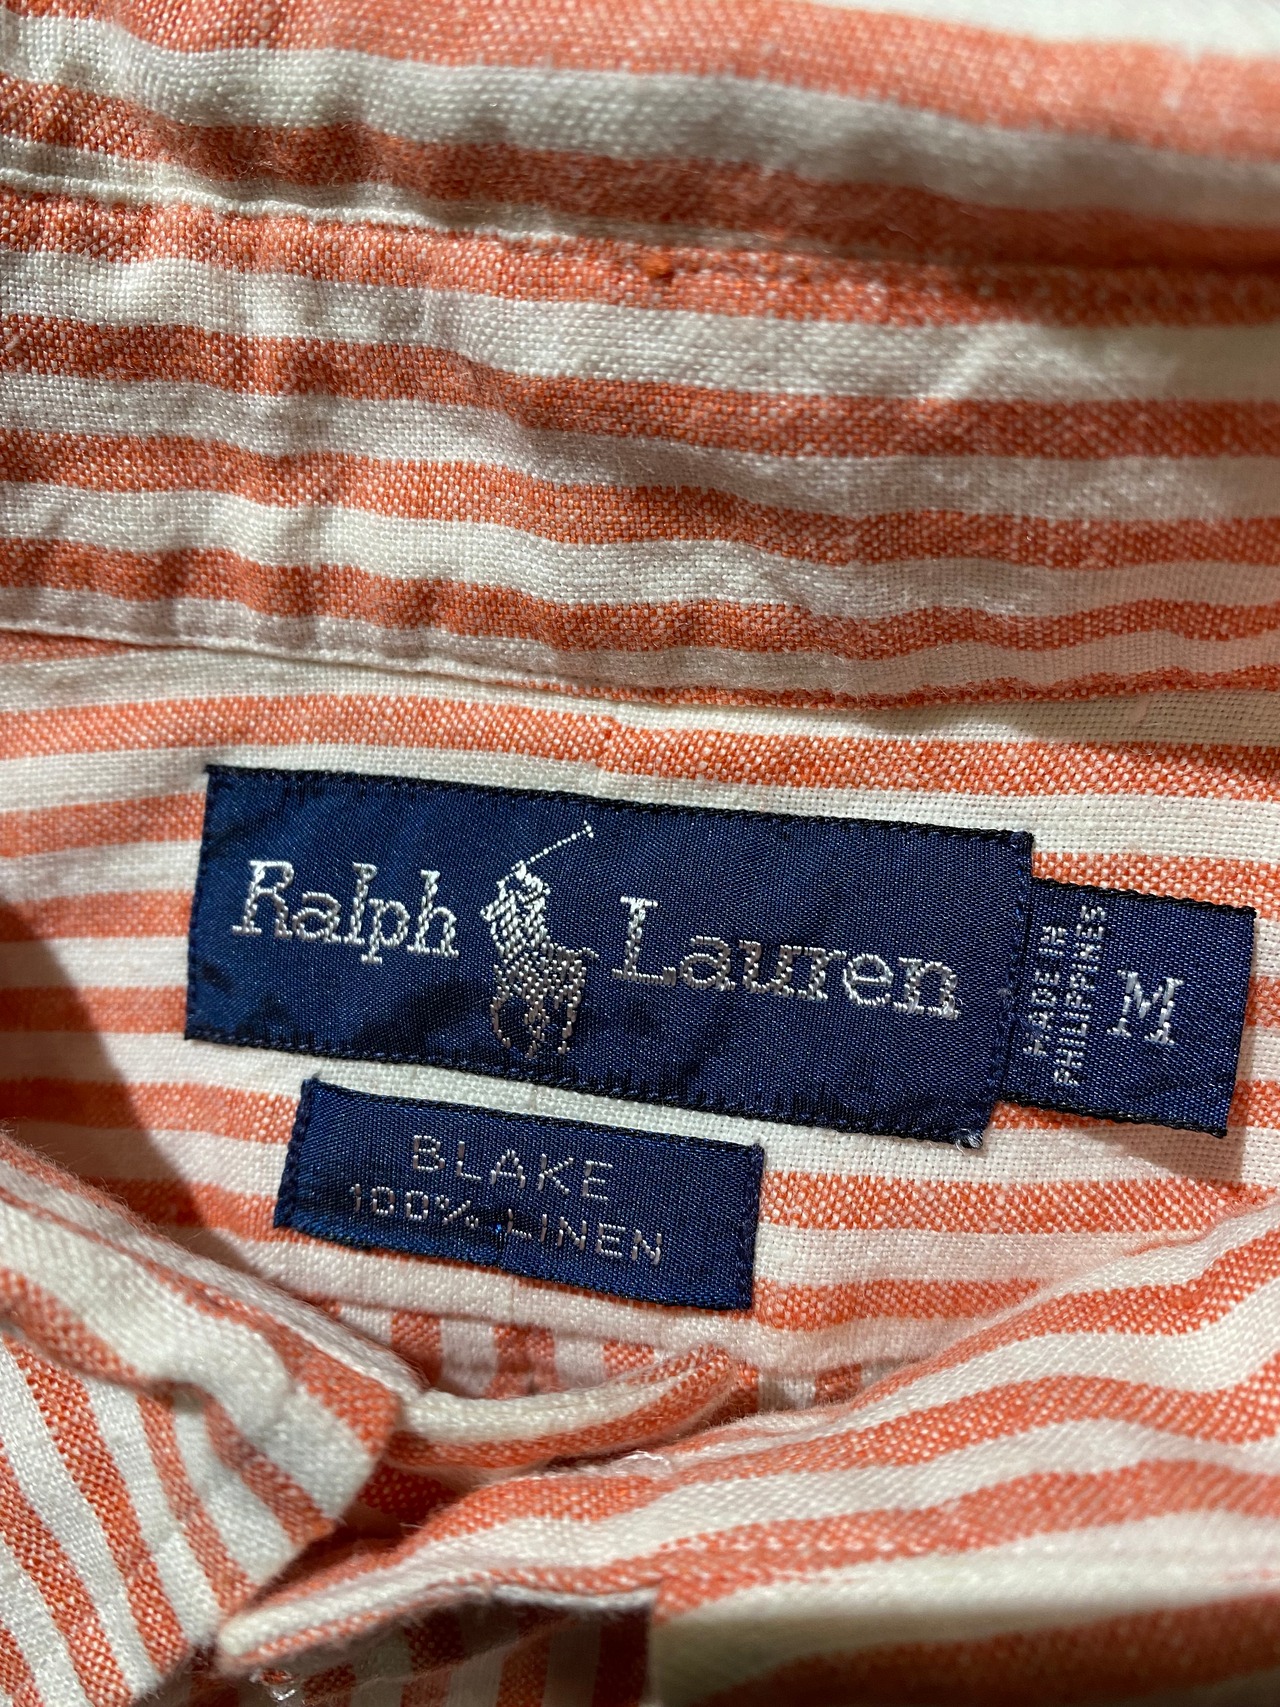 Ralph Lauren
MADE IN
PHILIPPINES
M
BLAKE
100% LINEN